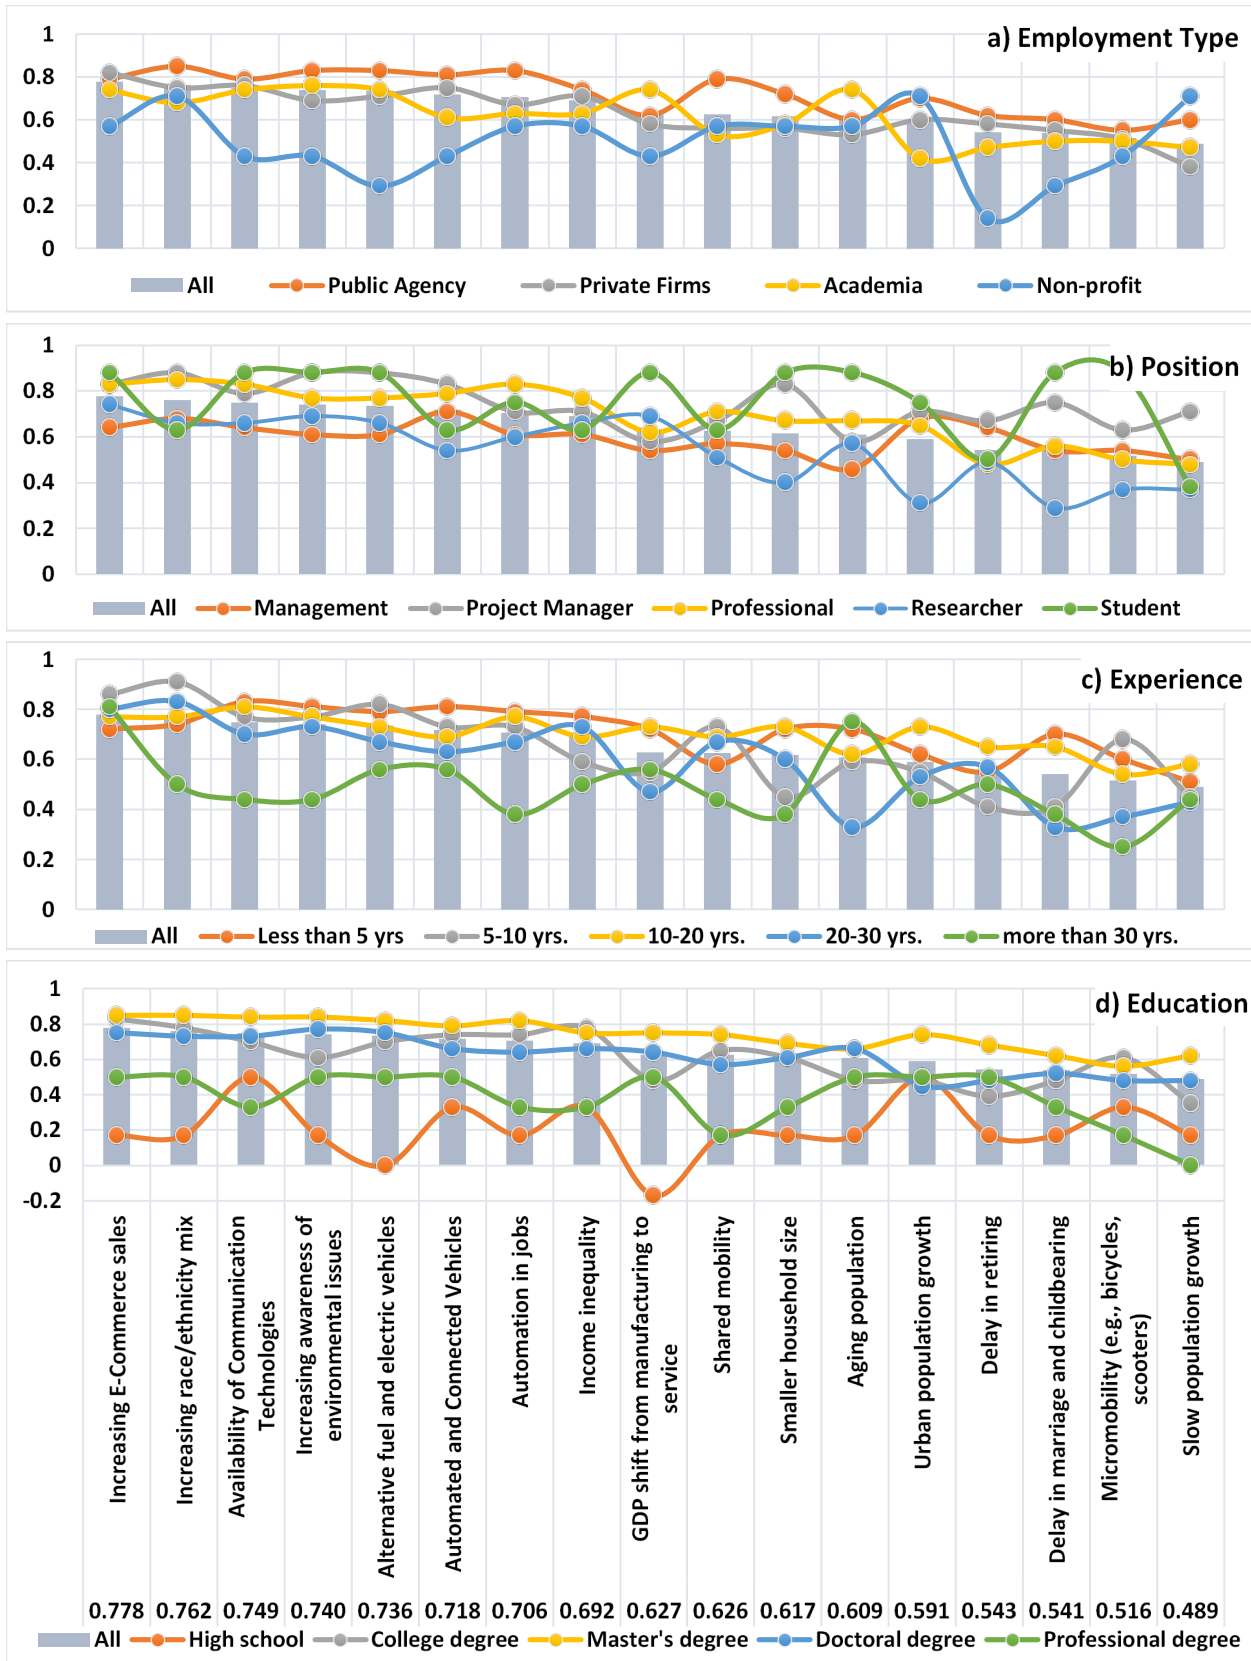 a) Employment Type
1
0.8
0.6
0.4
0.2
0
All Public Agency Private Firms Academia Non-profit
b) Position
1
0.8
0.6
0.4
0.2
0
All Management Project Manager Professional Researcher Student
c) Experience
1
0.8
0.6
0.4
0.2
0
All Less than 5 yrs 5-10 yrs. 10-20 yrs. 20-30 yrs. more than 30 yrs.
d) Education
1
0.8
0.6
0.4
0.2
0
-0.2
Increasing E-Commerce sales
Increasing race/ethnicity mix
Availability of Communication
Technologies
Increasing awareness of
environmental issues
Alternative fuel and electric vehicles
Automated and Connected Vehicles
Automation in jobs
Income inequality
GDP shift from manufacturing to
service
Shared mobility
Smaller household size
Aging population
Urban population growth
Delay in retiring
Delay in marriage and childbearing
Micromobility (e.g., bicycles,
scooters)
Slow population growth
0.778 0.762 0.749 0.740 0.736 0.718 0.706 0.692 0.627 0.626 0.617 0.609 0.591 0.543 0.541 0.516 0.489
All High school College degree Master's degree Doctoral degree Professional degree